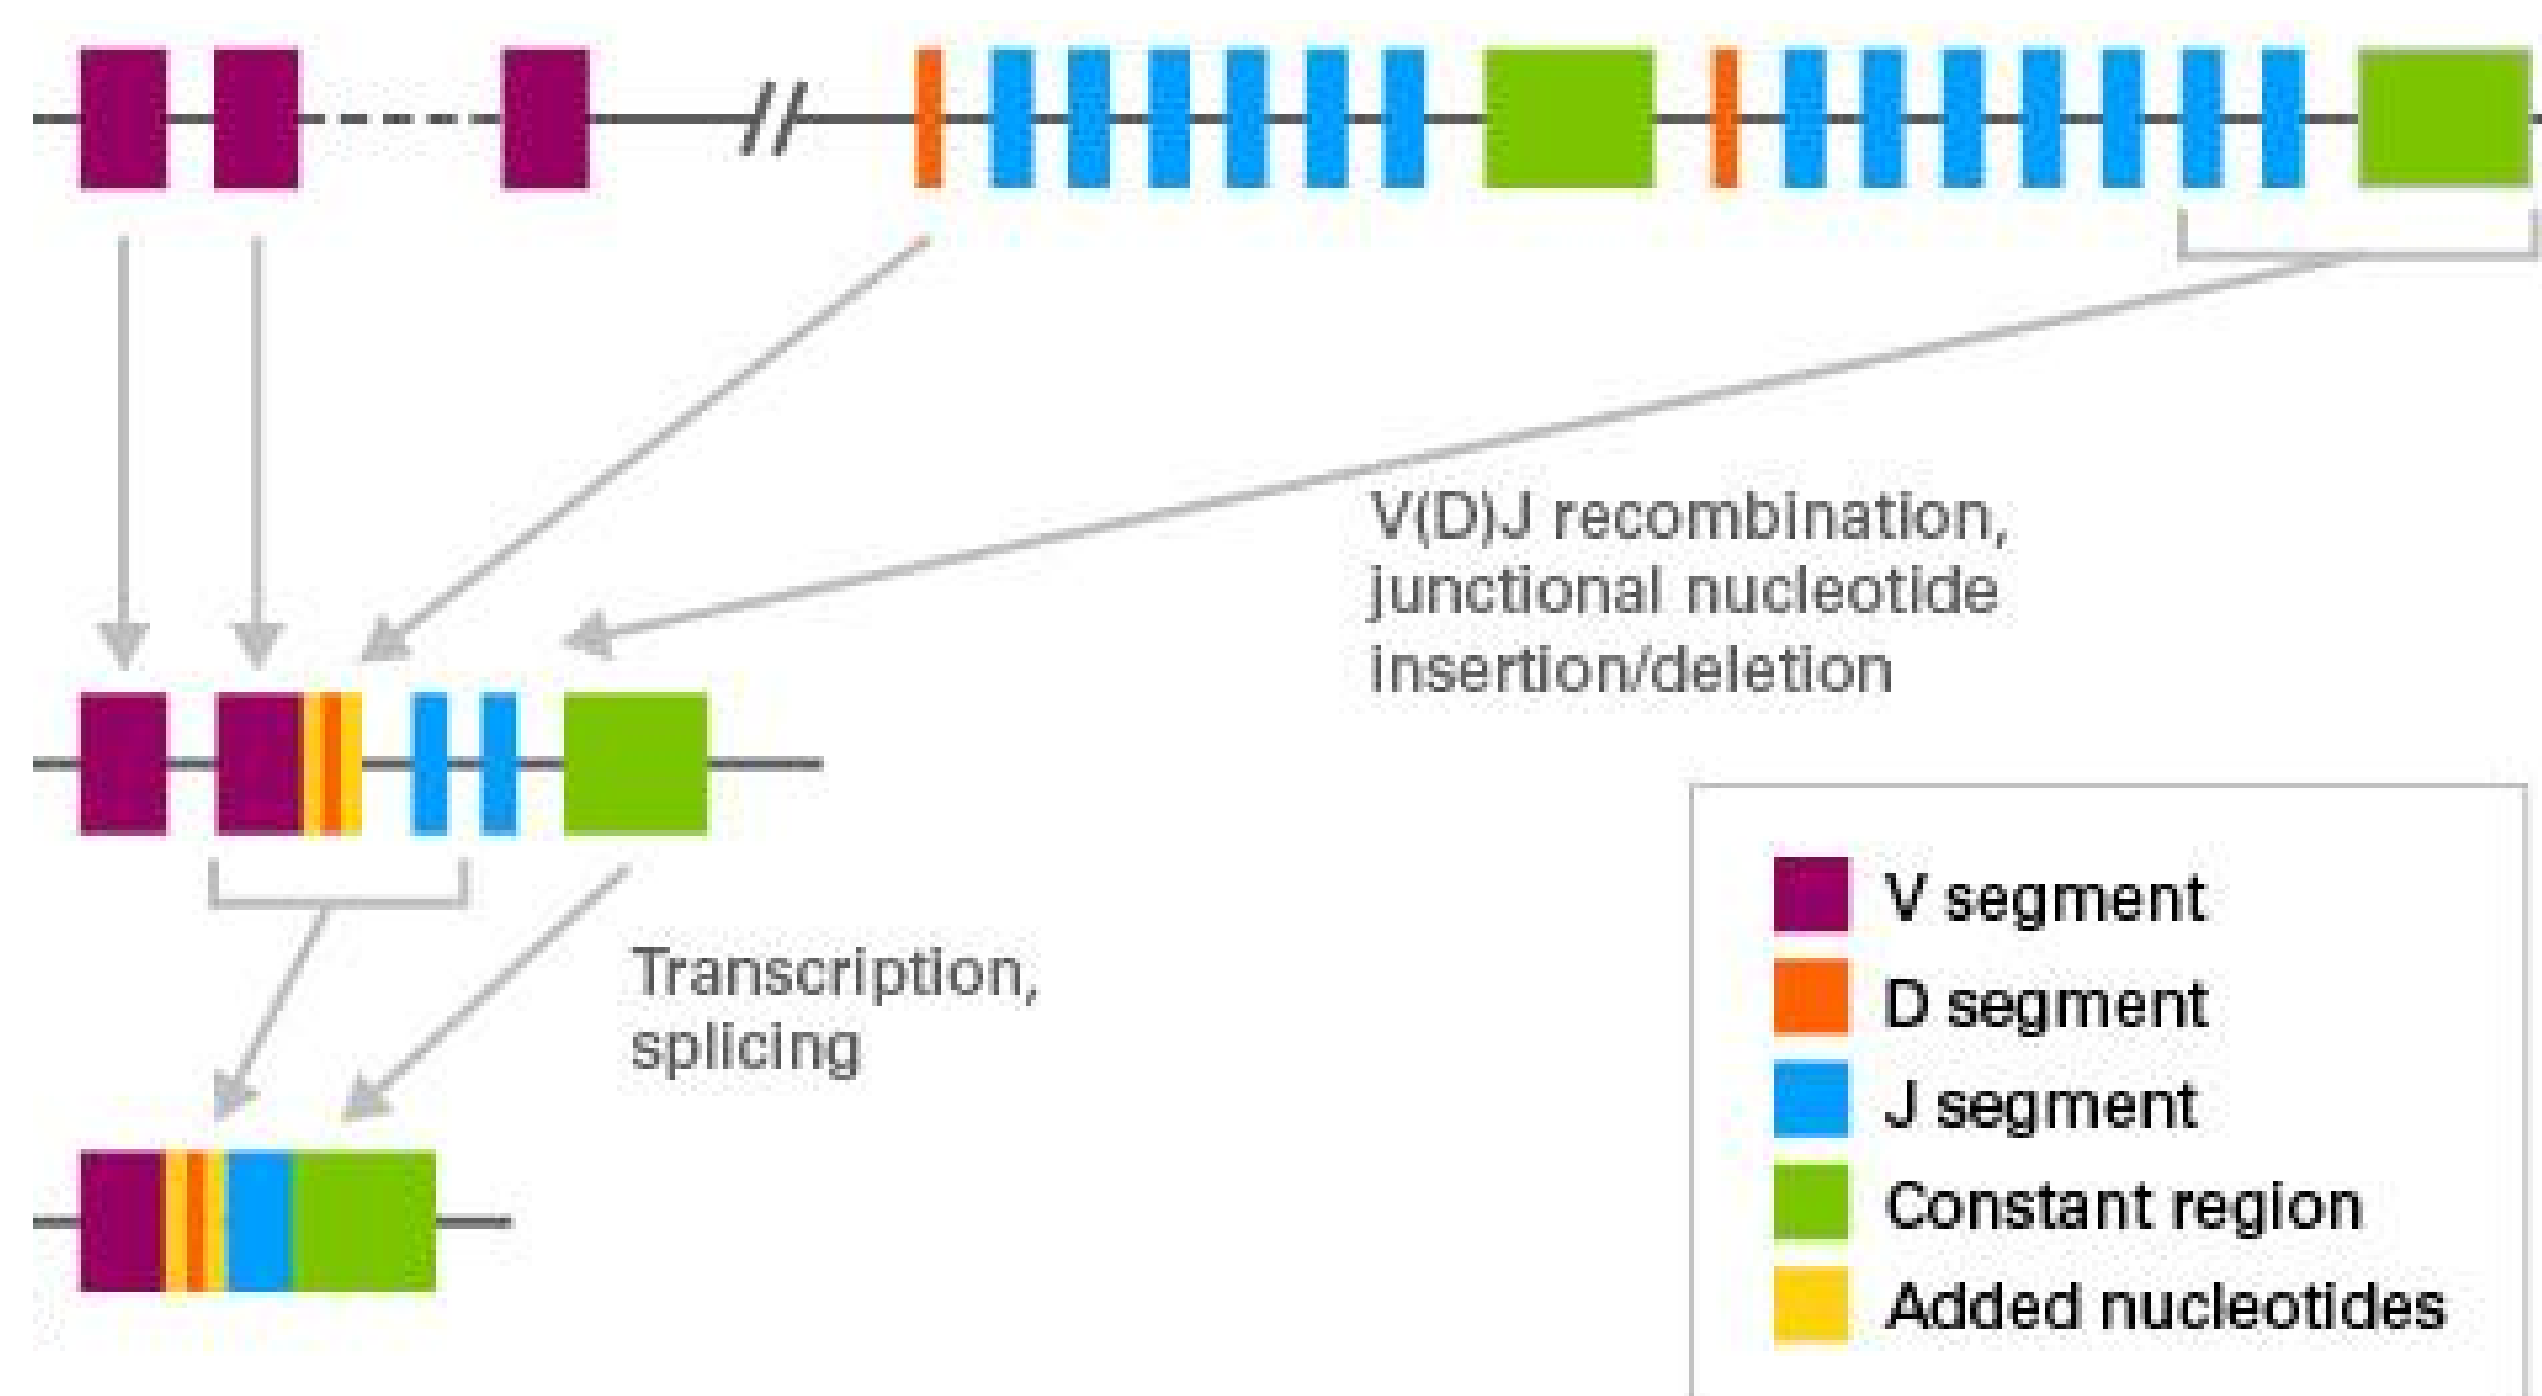 V(D)J recombination,
junctional nucleotide
insertion/deletion
Transcription,
splicing
V segment
D segment
J segment
Constant region
Added nucleotides